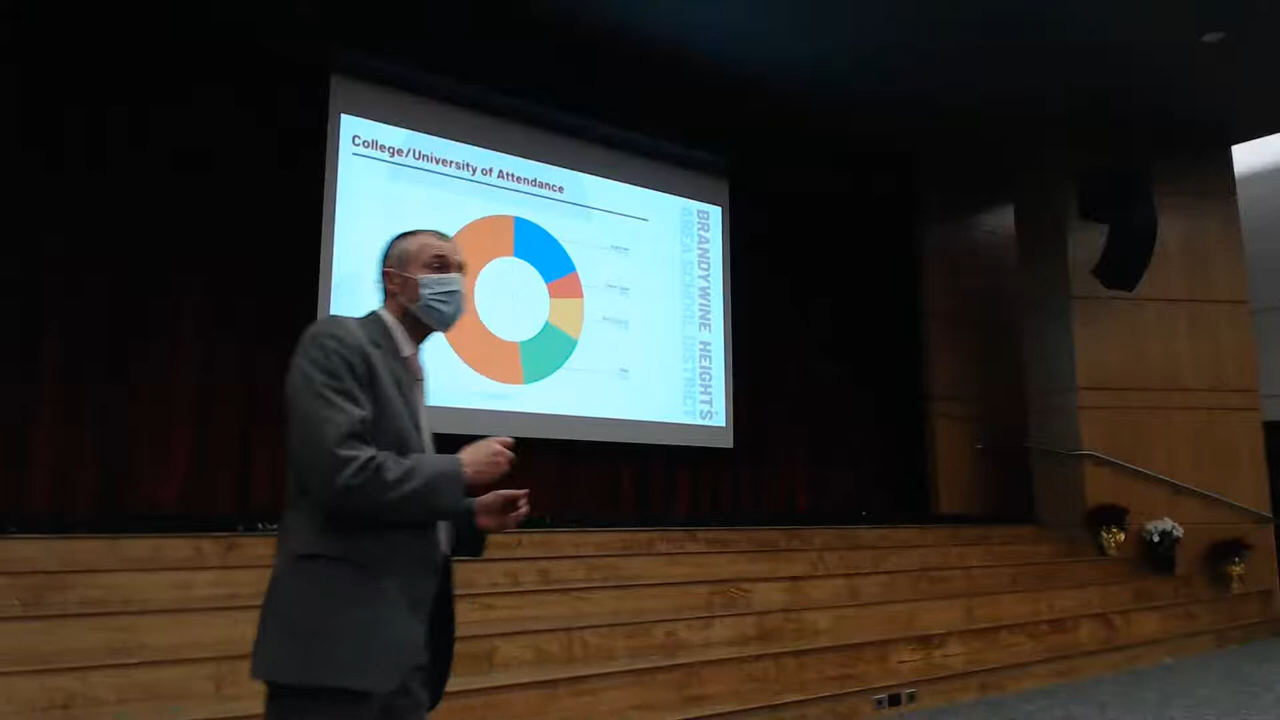 College/University of Attendance
BRANDYWINE HEIGHTS
AREA SCHOOL DISTRICT